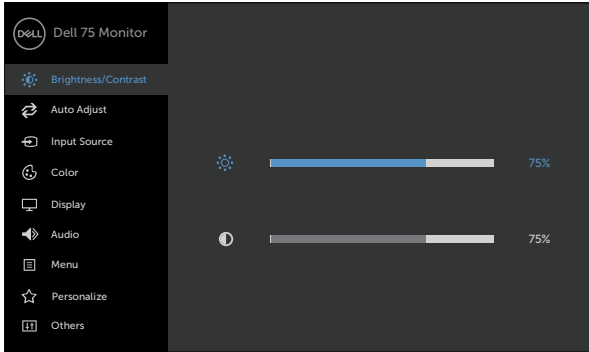 DELL
Dell 75 Monitor
Brightness/Contrast
Auto Adjust
Input Source
75%
Color
Display
Audio
75%
Menu
Personalize
Others